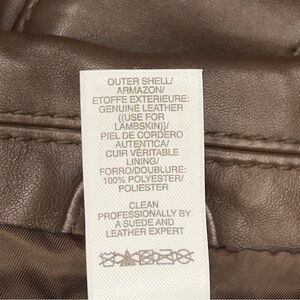 OUTER SHELL/
ARMAZON/
ETOFFE EXTERIEURE:
GENUINE LEATHER
{(USE FOR
LAMBSKIN)}/
PIEL DE CORDERO
AUTENTICA/
CUIR VÉRITABLE
LINING/
FORRO/DOUBLURE:
100% POLYESTER/
POLIESTER
CLEAN
PROFESSIONALLY BY
A SUEDE AND
LEATHER EXPERT